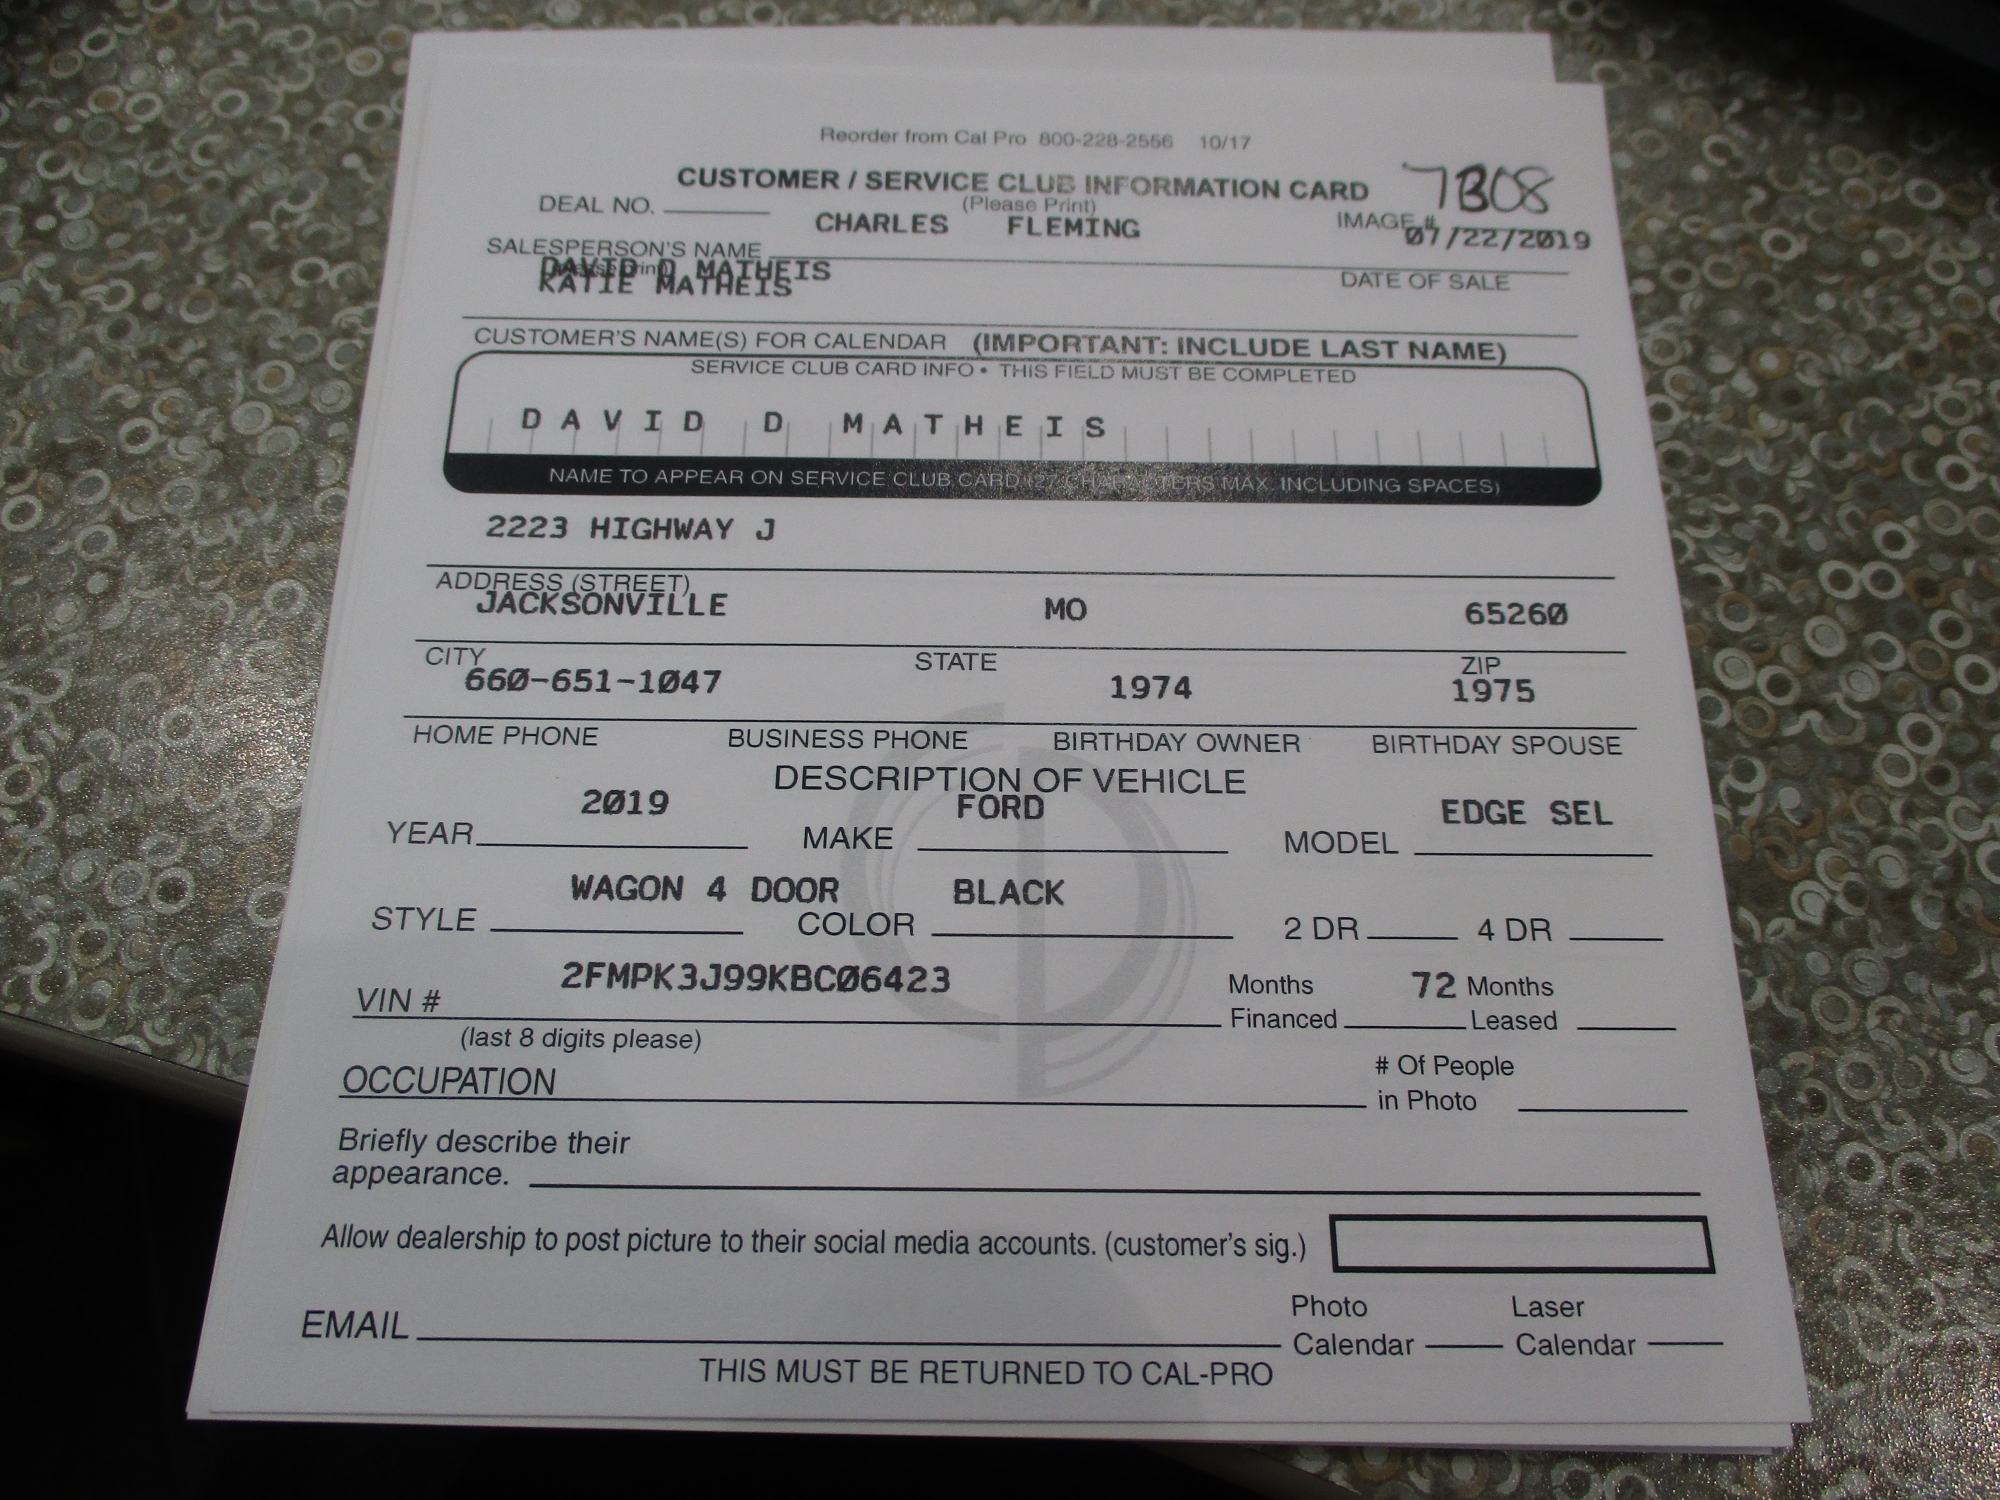 Reorder from Cal Pro 800-228-2556 10/17
CUSTOMER / SERVICE CLUB INFORMATION CARD 7BC8
DEAL NO. (Please Print) IMAGE #
CHARLES FLEMING 07/22/2019
SALESPERSON'S NAME
DAVID D MATHEIS
KATIE MATHEIS DATE OF SALE
CUSTOMER'S NAME(S) FOR CALENDAR (IMPORTANT: INCLUDE LAST NAME)
SERVICE CLUB CARD INFO • THIS FIELD MUST BE COMPLETED
DAVID D MATHEIS
NAME TO APPEAR ON SERVICE CLUB CARD (27 CHARACTERS MAX. INCLUDING SPACES)
2223 HIGHWAY J
ADDRESS (STREET)
JACKSONVILLE MO 65260
CITY STATE ZIP
660-651-1047 1974 1975
HOME PHONE BUSINESS PHONE BIRTHDAY OWNER BIRTHDAY SPOUSE
DESCRIPTION OF VEHICLE
2019 FORD EDGE SEL
YEAR MAKE MODEL
WAGON 4 DOOR BLACK
STYLE COLOR 2 DR 4 DR
2FMPK3J99KBC06423 Months 72 Months
VIN # Financed Leased
(last 8 digits please)
OCCUPATION # Of People
in Photo
Briefly describe their
appearance.
Allow dealership to post picture to their social media accounts. (customer's sig.)
Photo Laser
EMAIL Calendar Calendar
THIS MUST BE RETURNED TO CAL-PRO